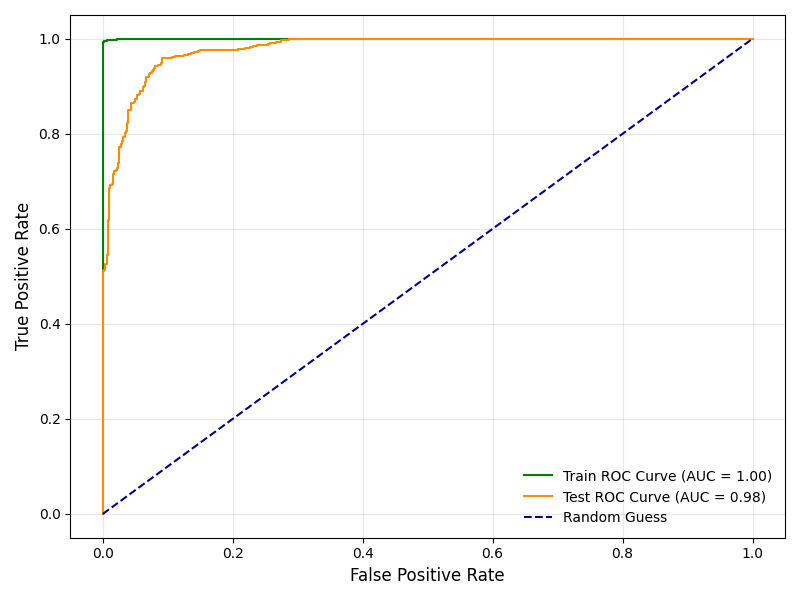 1.0
0.8
0.6
0.4
0.2
0.0
True Positive Rate
Train ROC Curve (AUC = 1.00)
Test ROC Curve (AUC = 0.98)
Random Guess
0.0 0.2 0.4 0.6 0.8 1.0
False Positive Rate